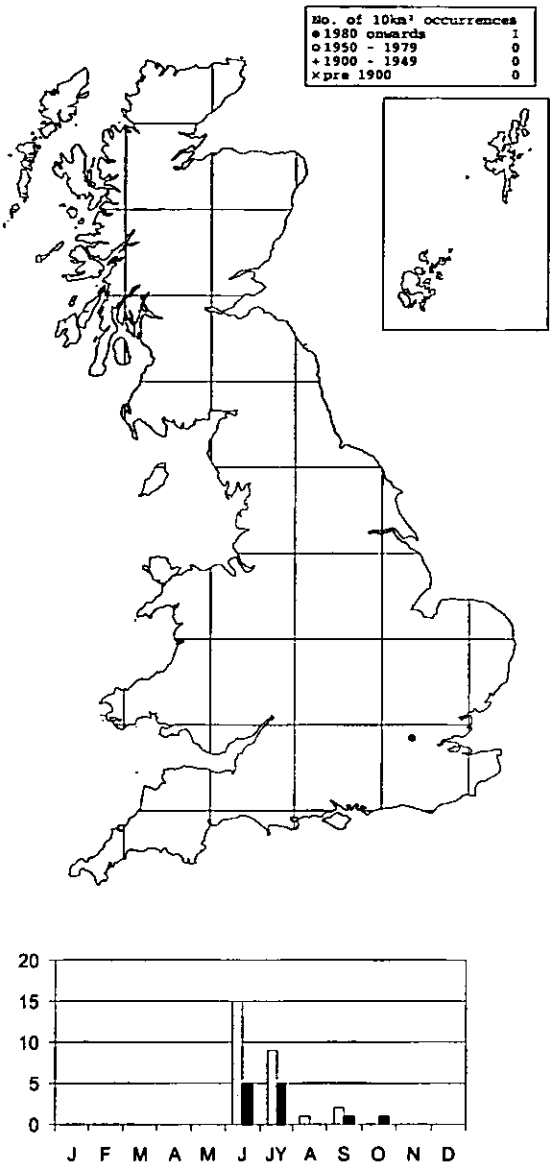 No. of 10km² occurrences
● 1980 onwards 1
o 1950 - 1979 0
+ 1900 - 1949 0
× pre 1900 0
20
15
10
5
0
J F M A M J JY A S O N D